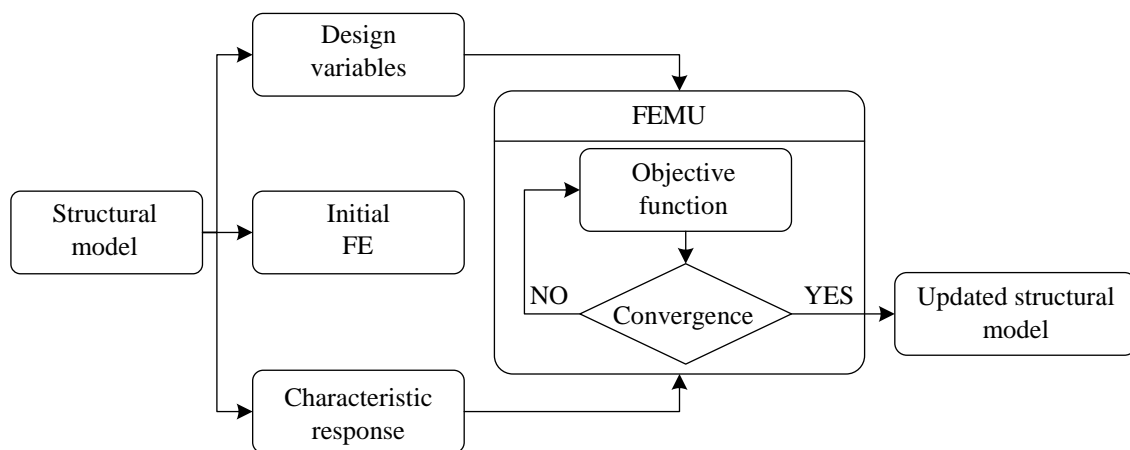 Design
variables
FEMU
Objective
function
Structural
model
Initial
FE
NO
YES
Convergence
Updated structural
model
Characteristic
response